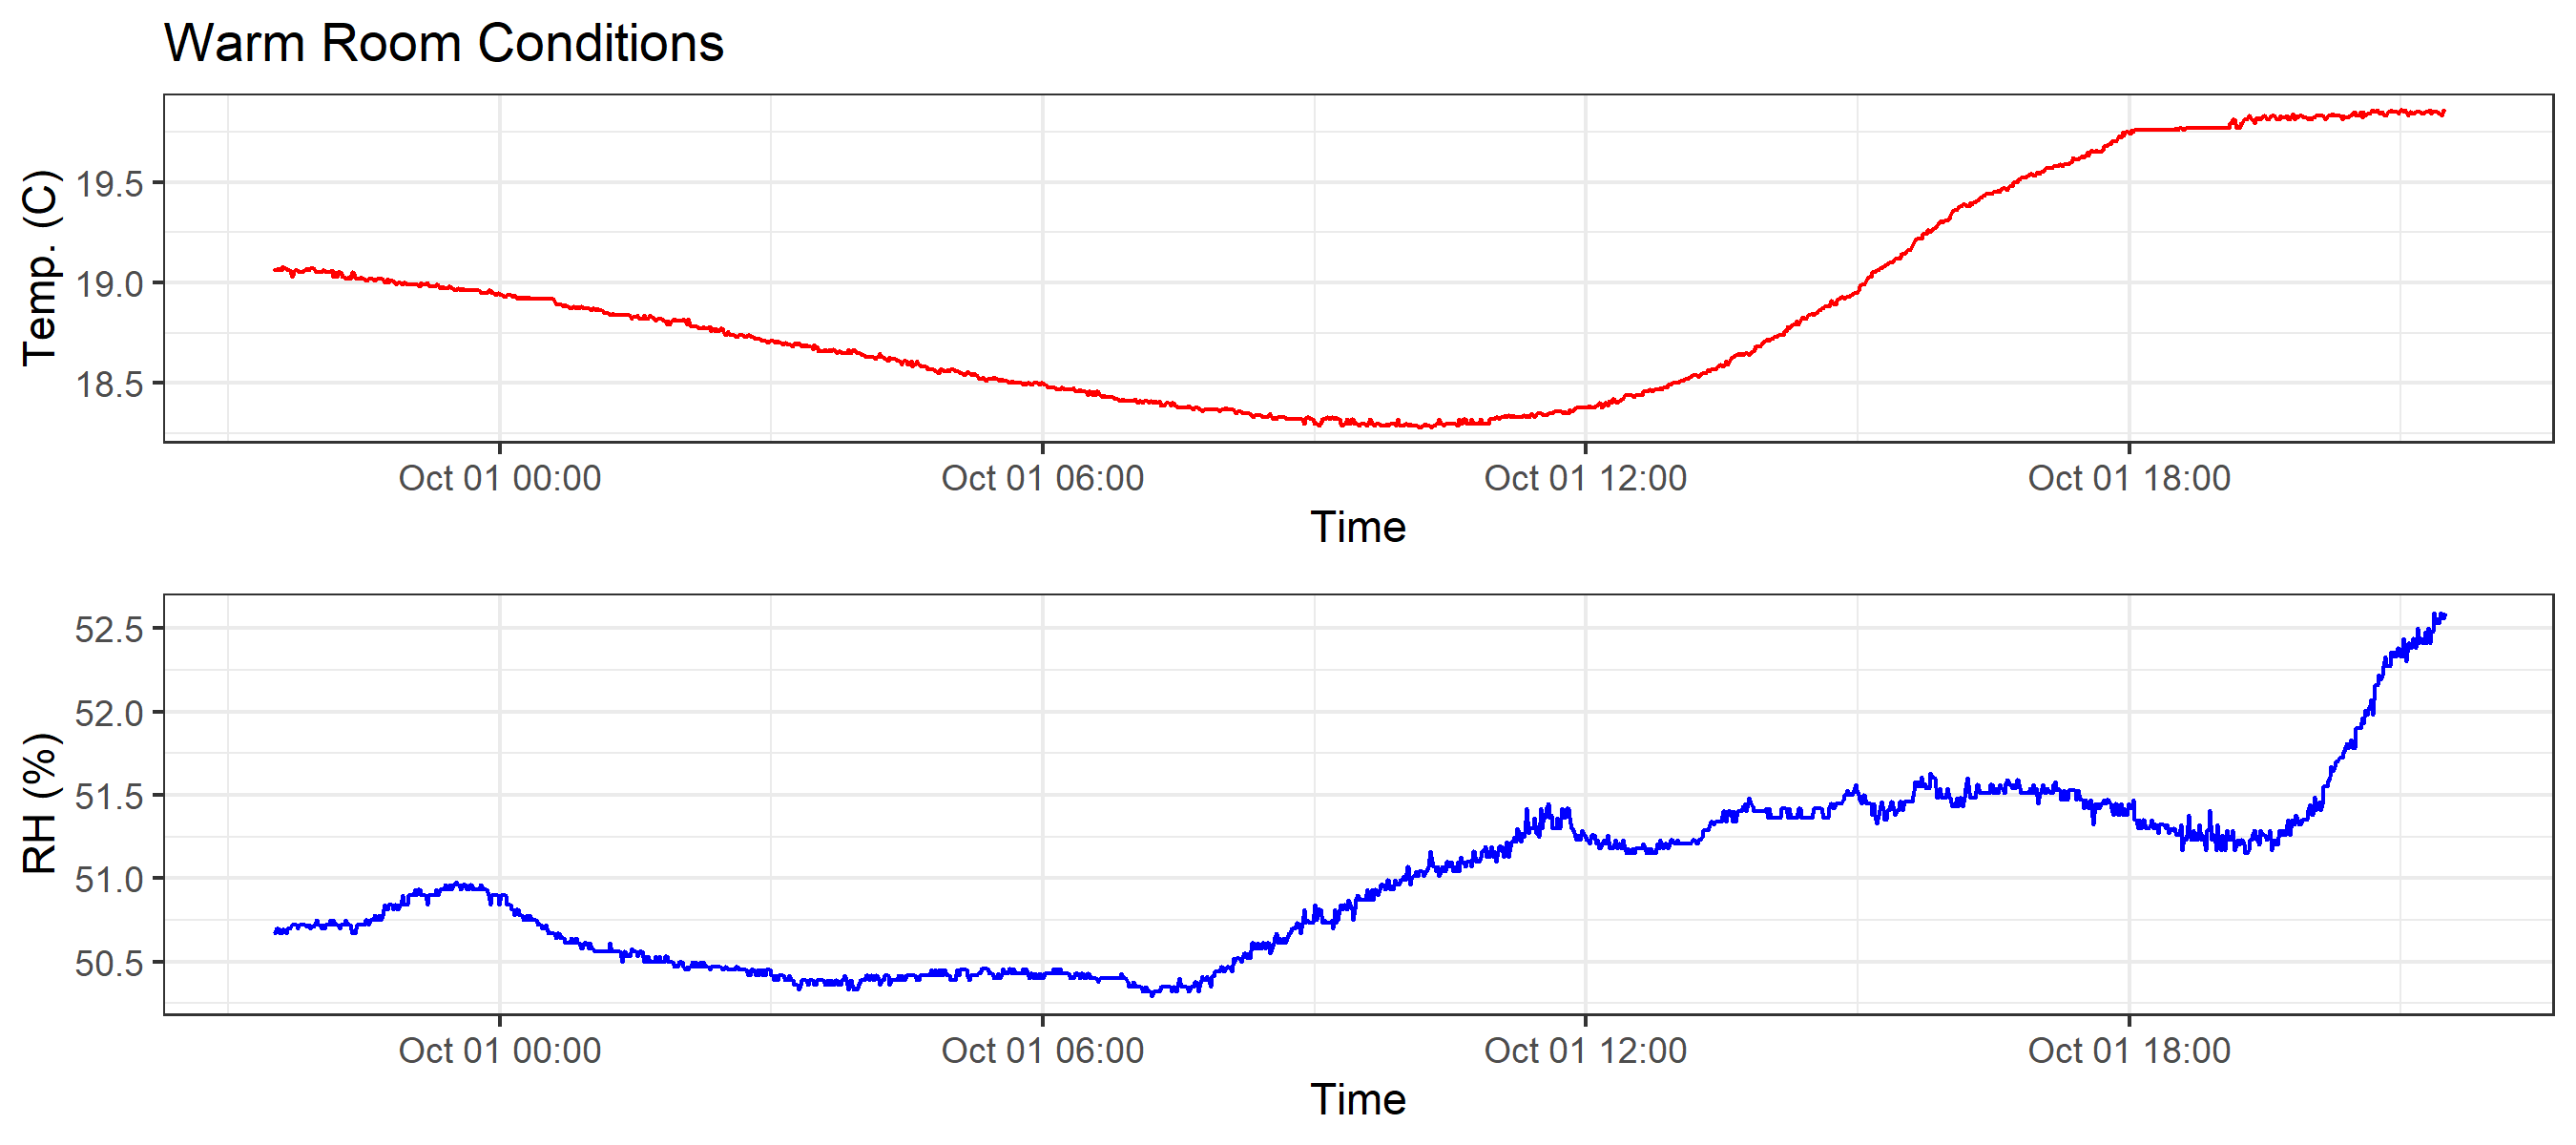 Warm Room Conditions
Temp. (C)
19.5
19.0
18.5
Oct 01 00:00 Oct 01 06:00 Oct 01 12:00 Oct 01 18:00
Time
RH (%)
52.5
52.0
51.5
51.0
50.5
Oct 01 00:00 Oct 01 06:00 Oct 01 12:00 Oct 01 18:00
Time